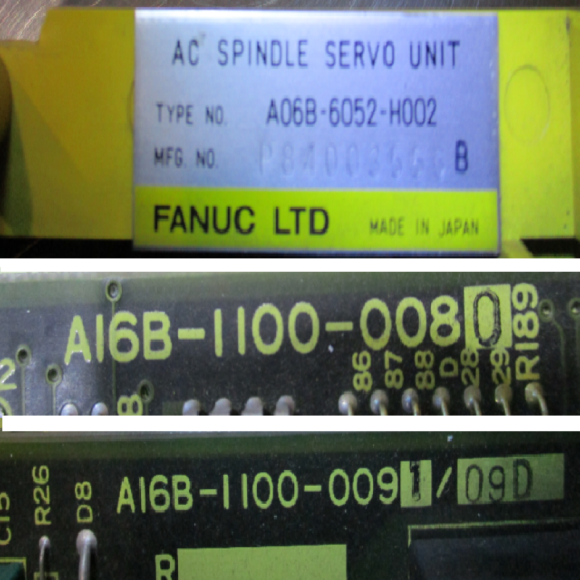 AC SPINDLE SERVO UNIT
TYPE NO. A06B-6052-H002
MFG. NO. B
FANUC LTD MADE IN JAPAN
A16B-1100-0080
86
87
88
D
28
29
R189
8
A16B-1100-0091/09D
C15
R26
D8
R